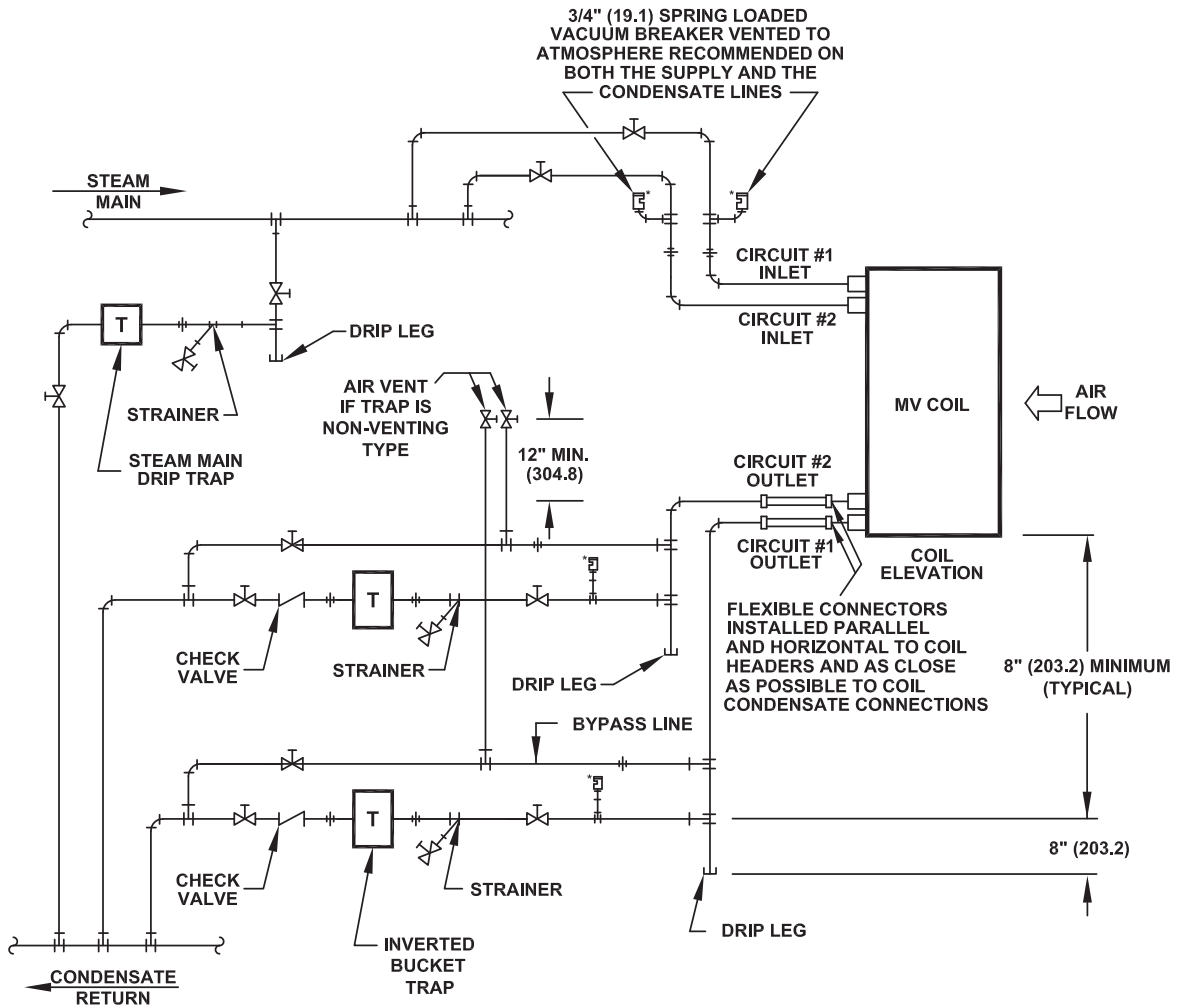 3/4" (19.1) SPRING LOADED
VACUUM BREAKER VENTED TO
ATMOSPHERE RECOMMENDED ON
BOTH THE SUPPLY AND THE
CONDENSATE LINES
STEAM
MAIN
*
*
CIRCUIT #1
INLET
CIRCUIT #2
INLET
T
DRIP LEG
STRAINER
STEAM MAIN
DRIP TRAP
AIR VENT
IF TRAP IS
NON-VENTING
TYPE
12" MIN.
(304.8)
MV COIL
AIR
FLOW
CIRCUIT #2
OUTLET
CIRCUIT #1
OUTLET
COIL
ELEVATION
*
T
CHECK
VALVE
STRAINER
DRIP LEG
FLEXIBLE CONNECTORS
INSTALLED PARALLEL
AND HORIZONTAL TO COIL
HEADERS AND AS CLOSE
AS POSSIBLE TO COIL
CONDENSATE CONNECTIONS
8" (203.2) MINIMUM
(TYPICAL)
BYPASS LINE
*
T
CHECK
VALVE
STRAINER
8" (203.2)
DRIP LEG
INVERTED
BUCKET
TRAP
CONDENSATE
RETURN